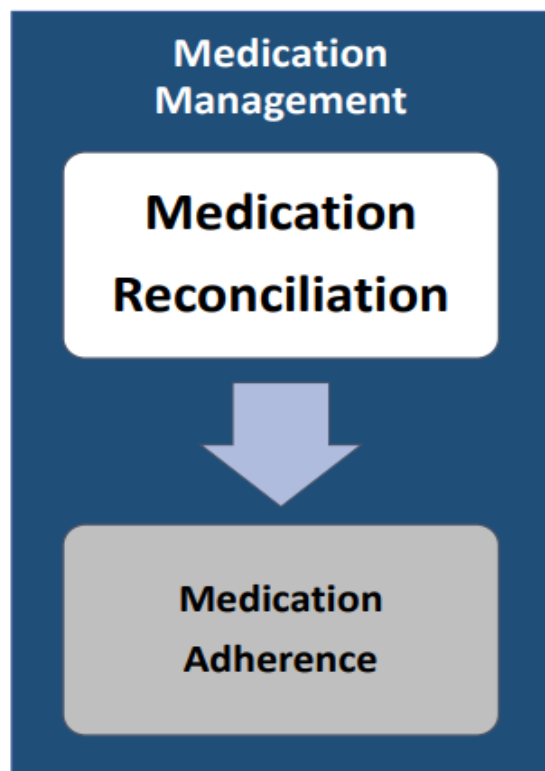 Medication
Management
Medication
Reconciliation
Medication
Adherence